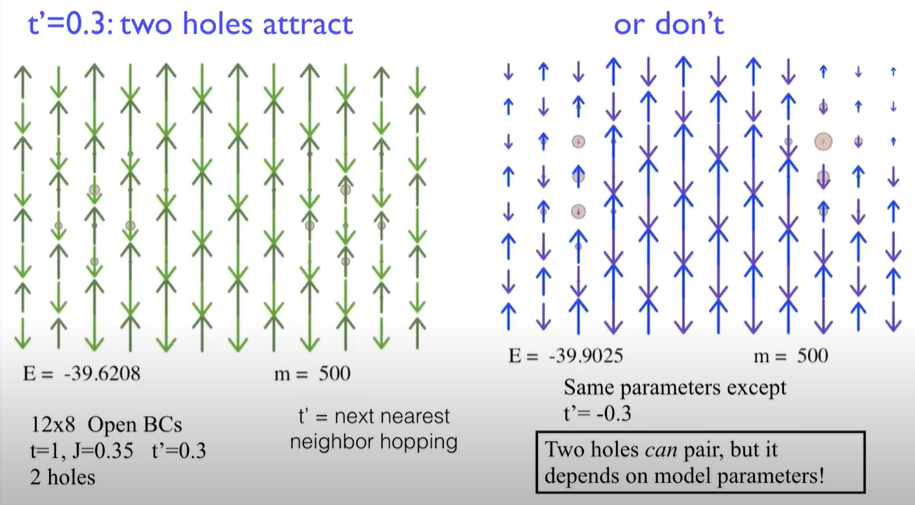 t'=0.3: two holes attract
or don't
E = -39.6208
m = 500
12x8 Open BCs
t=1, J=0.35 t'=0.3
2 holes
t' = next nearest
neighbor hopping
E = -39.9025
m = 500
Same parameters except
t'= -0.3
Two holes can pair, but it
depends on model parameters!